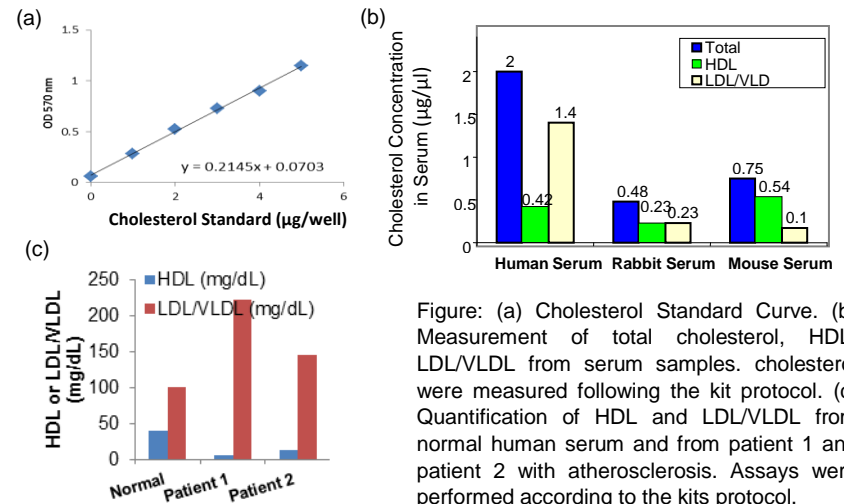 (a)
1.5
1
0.5
0
OD 570 nm
y = 0.2145x + 0.0703
0 2 4 6
Cholesterol Standard (µg/well)
(b)
Cholesterol Concentration
in Serum (µg/µl)
2
1.5
1
0.5
0
Total
HDL
LDL/VLD
2
0.42
1.4
0.48
0.23
0.23
0.75
0.54
0.1
Human Serum Rabbit Serum Mouse Serum
(c)
HDL or LDL/VLDL
(mg/dL)
250
200
150
100
50
0
HDL (mg/dL)
LDL/VLDL (mg/dL)
Normal Patient 1 Patient 2
Figure: (a) Cholesterol Standard Curve. (b
Measurement of total cholesterol, HDL
LDL/VLDL from serum samples. cholestero
were measured following the kit protocol. (c
Quantification of HDL and LDL/VLDL from
normal human serum and from patient 1 an
patient 2 with atherosclerosis. Assays were
performed according to the kits protocol.